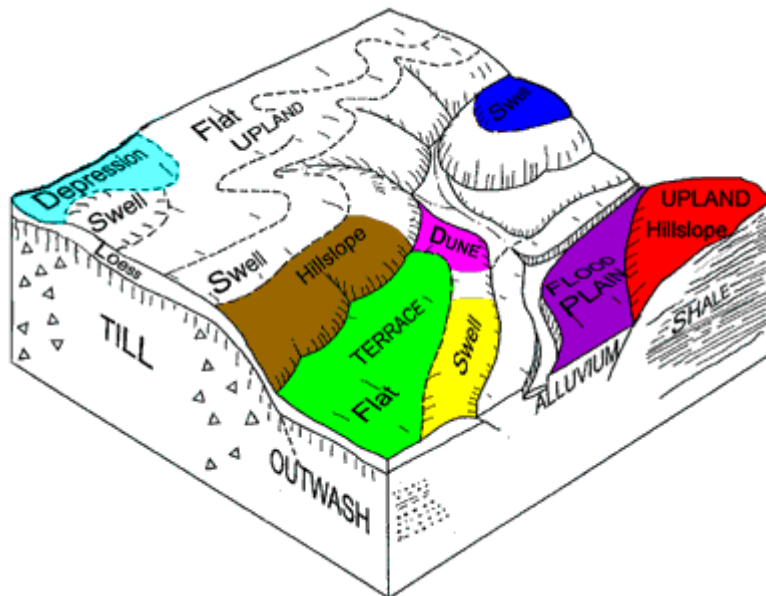 Swell
Flat
UPLAND
Depression
Swell
Loess
Swell
Hillslope
DUNE
UPLAND
Hillslope
FLOOD
PLAIN
SHALE
TILL
TERRACE
Flat
Swell
ALLUVIUM
OUTWASH